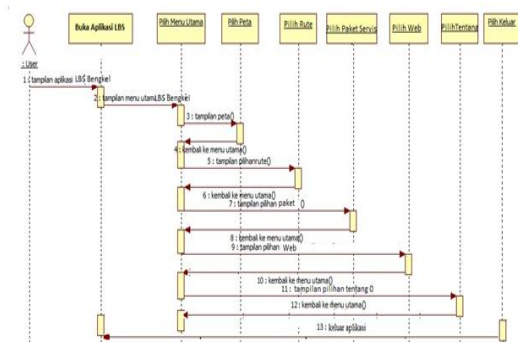 Buka Aplikasi LBS
Pilih Menu Utama
Pilih Peta
Pilih Rute
Pilih Paket Servis
Pilih Web
PilihTentang
Pilih Keluar
: User
1 : tampilan aplikasi LBS Bengkel
2 : tampilan menu utamLBS Bengkel
3 : tampilan peta()
4 : kembali ke menu utama()
5 : tampilan pilihanrute()
6 : kembali ke menu utama()
7 : tampilan pilihan paket ()
8 : kembali ke menu utama()
9 : tampilan pilihan Web
10 : kembali ke menu utama()
11 : tampilan pilihan tentang ()
12 : kembali ke menu utama()
13 : keluar aplikasi